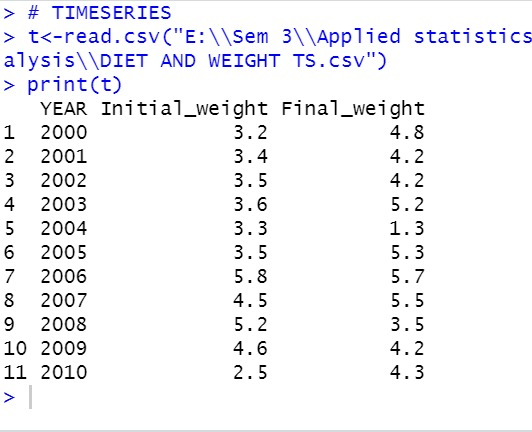 > # TIMESERIES
> t<-read.csv("E:\\Sem 3\\Applied statistics
alysis\\DIET AND WEIGHT TS.csv")
> print(t)
   YEAR Initial_weight Final_weight
1  2000            3.2          4.8
2  2001            3.4          4.2
3  2002            3.5          4.2
4  2003            3.6          5.2
5  2004            3.3          1.3
6  2005            3.5          5.3
7  2006            5.8          5.7
8  2007            4.5          5.5
9  2008            5.2          3.5
10 2009            4.6          4.2
11 2010            2.5          4.3
>